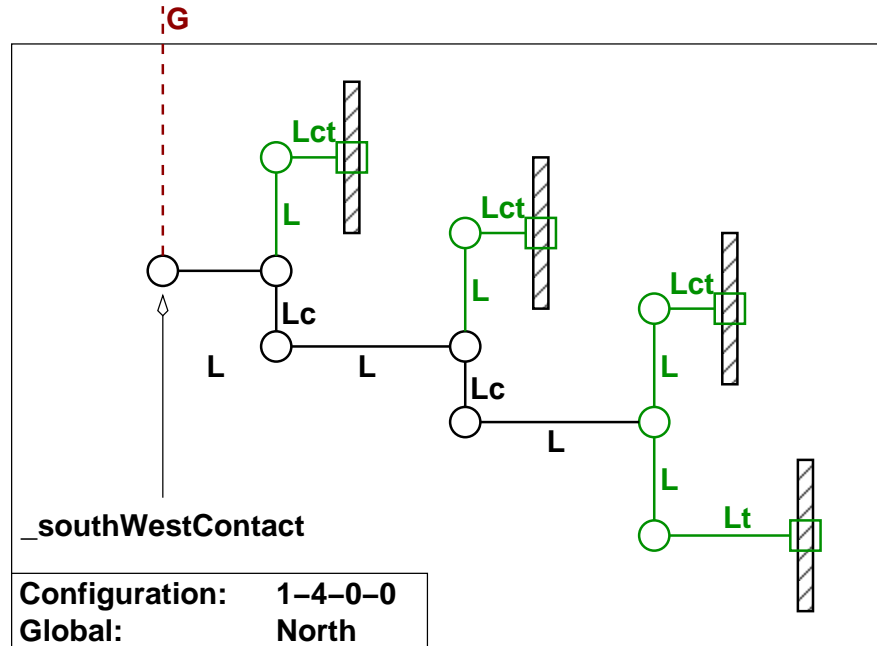 G
Lct
L
Lct
L
Lct
Lc
L
L
L
Lc
L
L
Lt
_southWestContact
Configuration: 1–4–0–0
Global: North